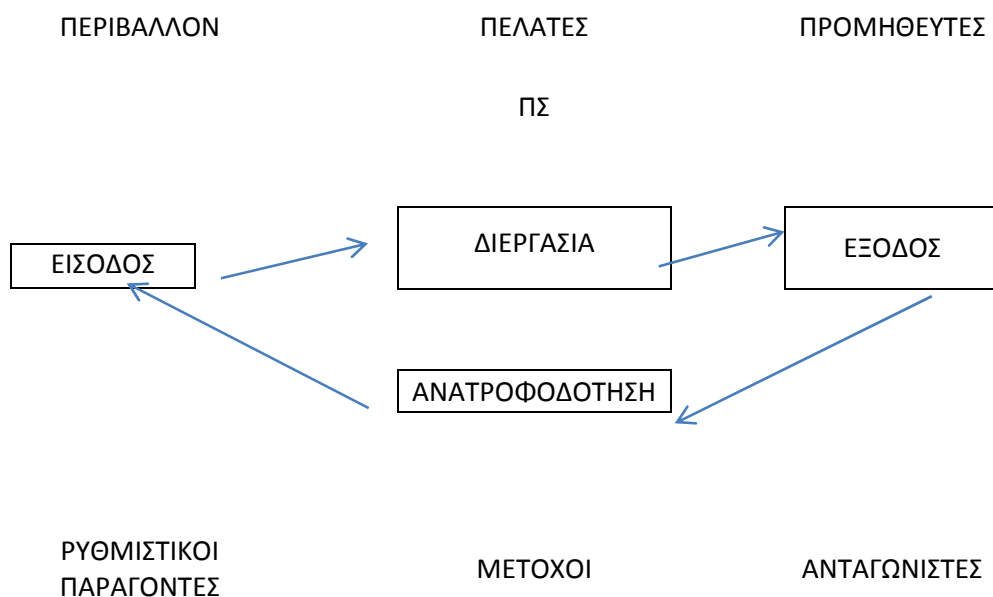 ΠΕΡΙΒΑΛΛΟΝ ΠΕΛΑΤΕΣ ΠΡΟΜΗΘΕΥΤΕΣ
ΠΣ
ΕΙΣΟΔΟΣ ΔΙΕΡΓΑΣΙΑ ΕΞΟΔΟΣ
ΑΝΑΤΡΟΦΟΔΟΤΗΣΗ
ΡΥΘΜΙΣΤΙΚΟΙ
ΠΑΡΑΓΟΝΤΕΣ
ΜΕΤΟΧΟΙ
ΑΝΤΑΓΩΝΙΣΤΕΣ